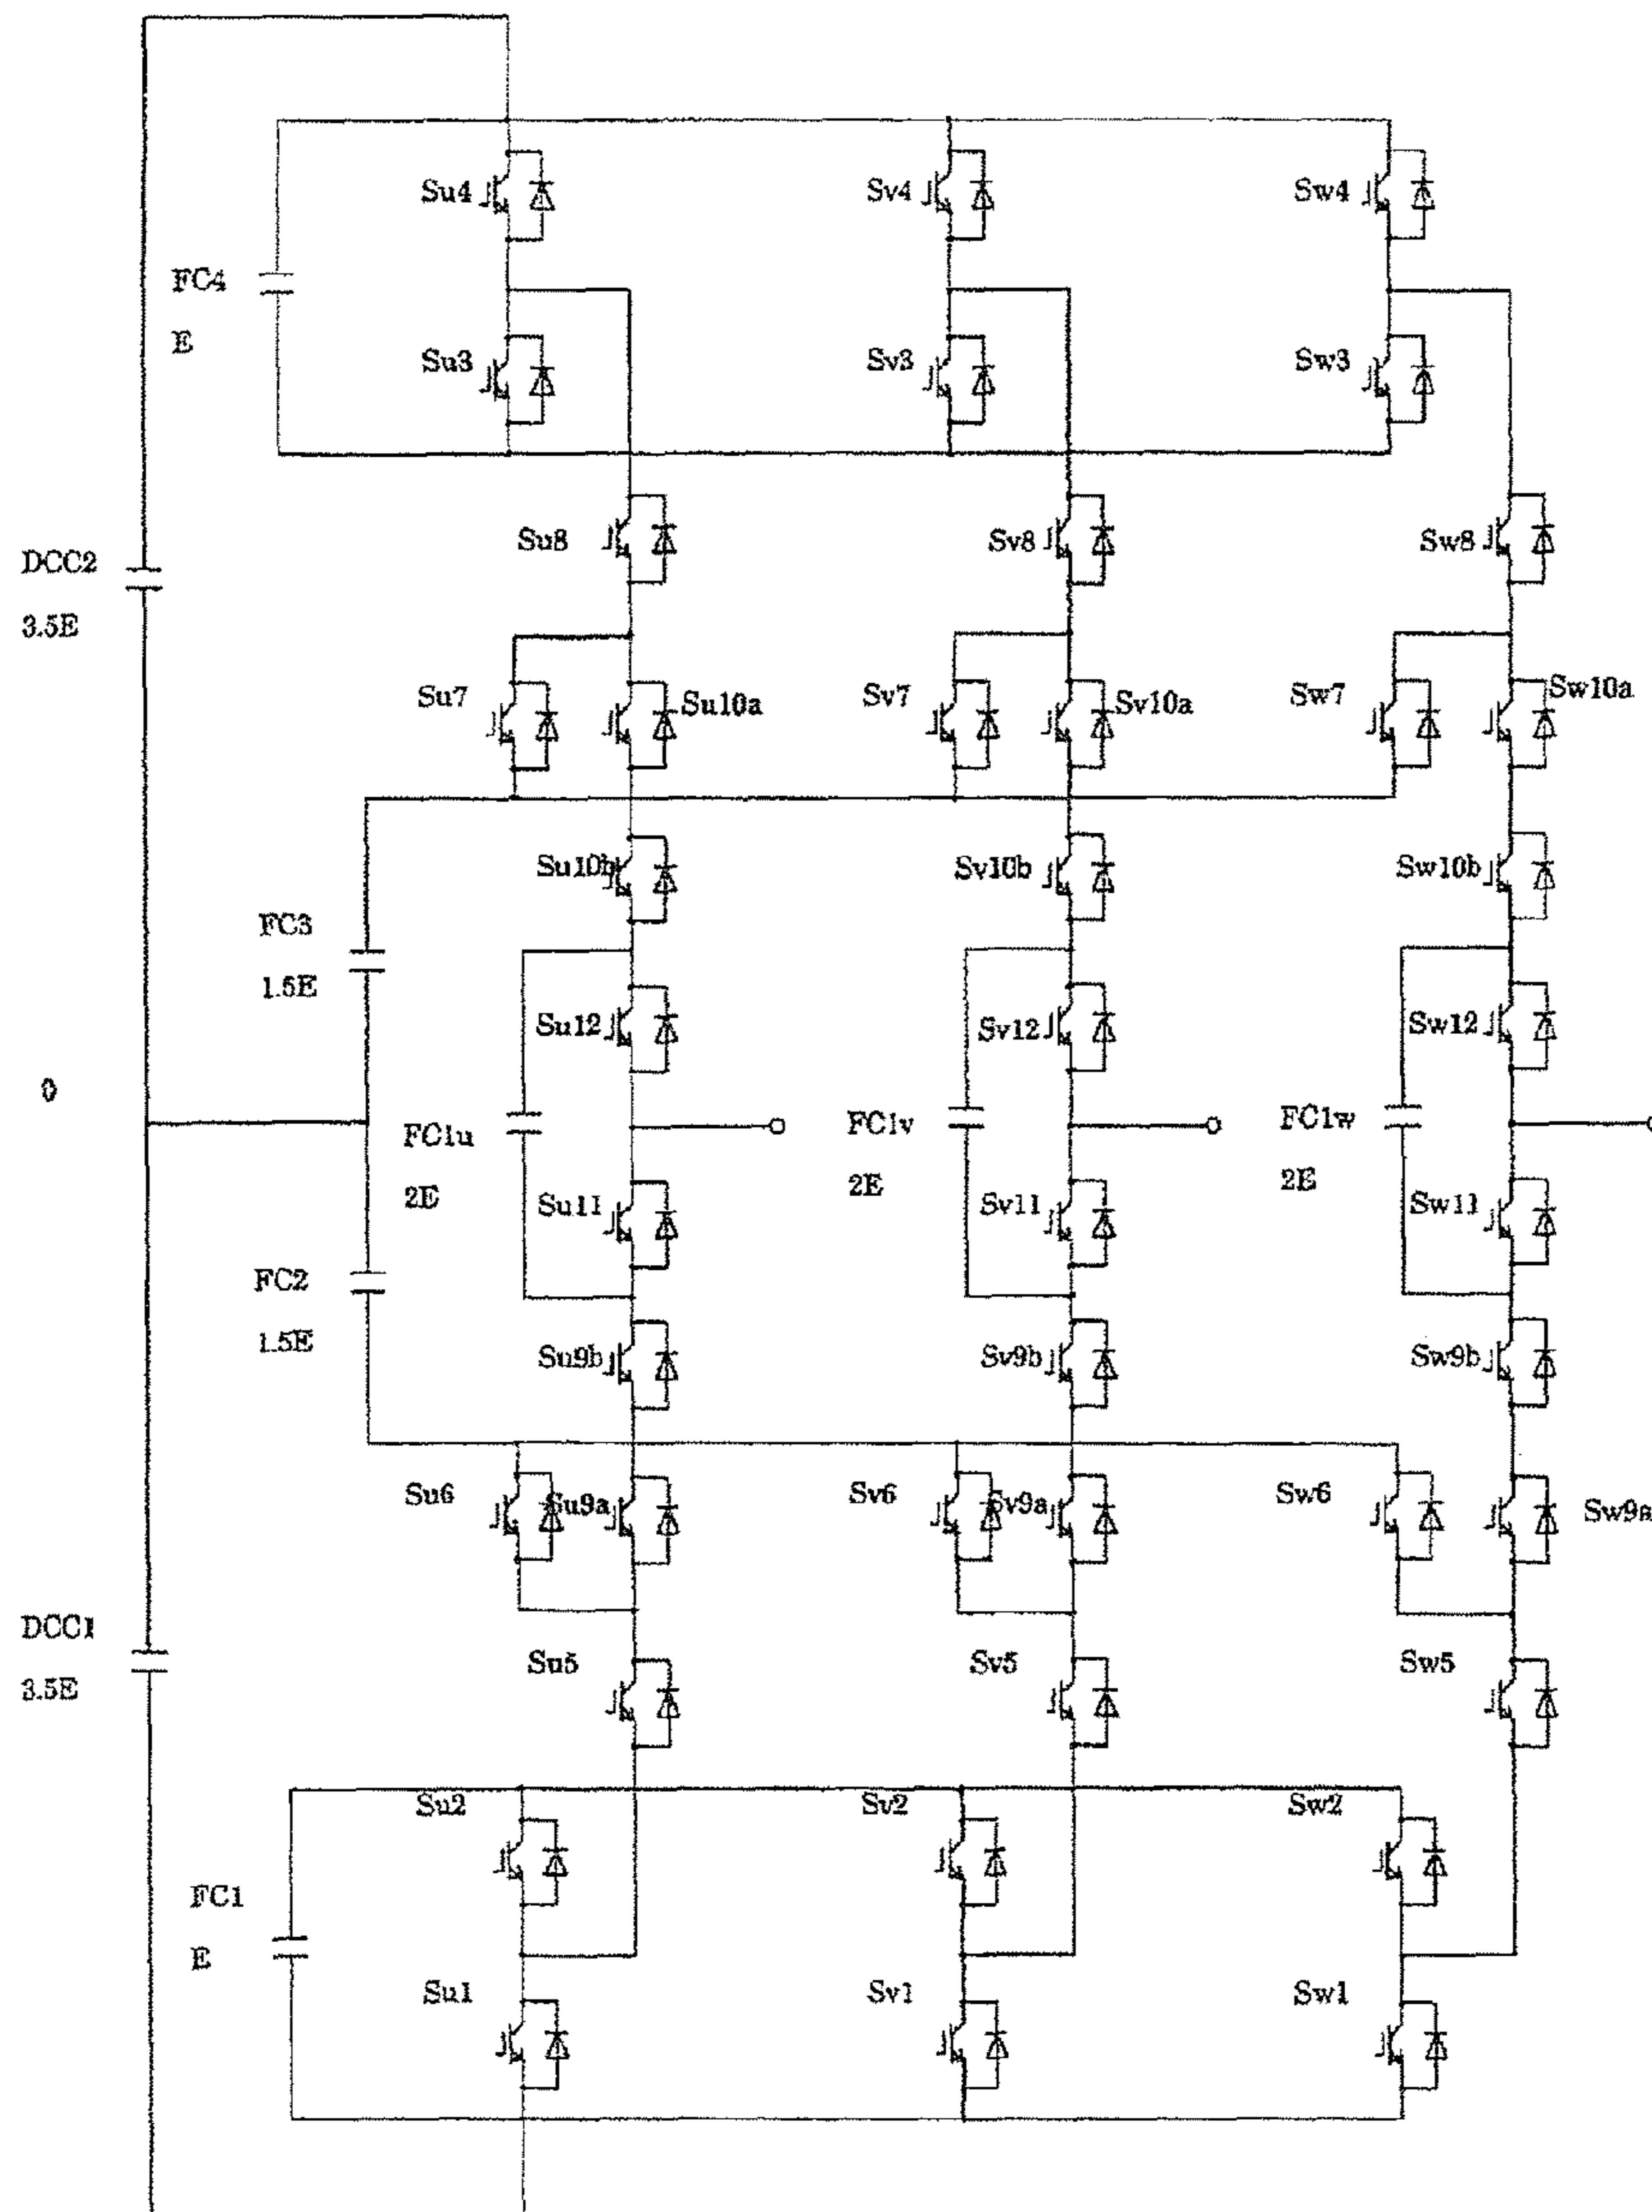 Su4
Sv4
Sw4
FC4
E
Su3
Sv3
Sw3
Su8
Sv8
Sw8
DCC2
3.5E
Su7
Su10a
Sv7
Sv10a
Sw7
Sw10a
Su10b
Sv10b
Sw10b
FC3
1.5E
Su12
Sv12
Sw12
0
FC1u
2E
FC1v
2E
FC1w
2E
Su11
Sv11
Sw11
FC2
1.5E
Su9b
Sv9b
Sw9b
Su6
Su9a
Sv6
Sv9a
Sw6
Sw9a
DCC1
3.5E
Su5
Sv5
Sw5
Su2
Sv2
Sw2
FC1
E
Su1
Sv1
Sw1